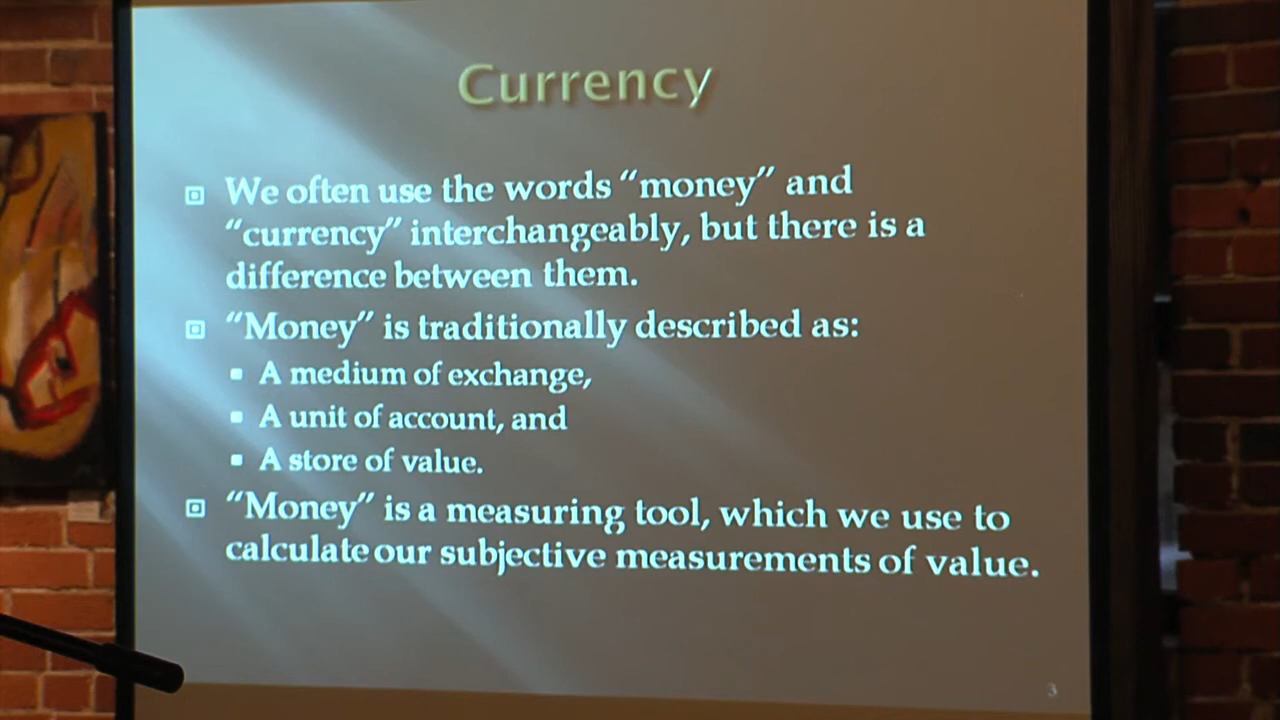 Currency
We often use the words “money” and
“currency” interchangeably, but there is a
difference between them.
“Money” is traditionally described as:
A medium of exchange,
A unit of account, and
A store of value.
“Money” is a measuring tool, which we use to
calculate our subjective measurements of value.
3